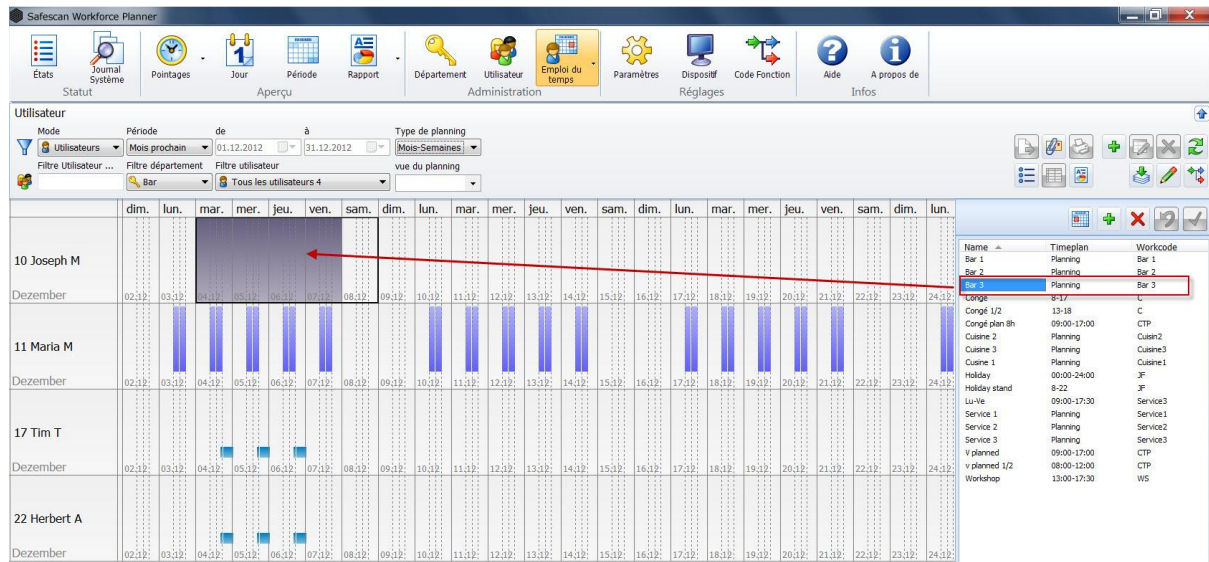 Safescan Workforce Planner
États
Journal
Système
Pointages
Jour
Période
Rapport
Département
Utilisateur
Emploi du
temps
Paramètres
Dispositif
Code Fonction
Aide
A propos de
Statut
Aperçu
Administration
Réglages
Infos
Utilisateur
Mode Période de à Type de planning
Utilisateurs Mois prochain 01.12.2012 31.12.2012 Mois-Semaines
Filtre Utilisateur ... Filtre département Filtre utilisateur vue du planning
Bar Tous les utilisateurs 4
dim. lun. mar. mer. jeu. ven. sam. dim. lun. mar. mer. jeu. ven. sam. dim. lun. mar. mer. jeu. ven. sam. dim. lun.
10 Joseph M
Dezember 02.12. 03.12. 04.12. 05.12. 06.12. 07.12. 08.12. 09.12. 10.12. 11.12. 12.12. 13.12. 14.12. 15.12. 16.12. 17.12. 18.12. 19.12. 20.12. 21.12. 22.12. 23.12. 24.12.
11 Maria M
Dezember 02.12. 03.12. 04.12. 05.12. 06.12. 07.12. 08.12. 09.12. 10.12. 11.12. 12.12. 13.12. 14.12. 15.12. 16.12. 17.12. 18.12. 19.12. 20.12. 21.12. 22.12. 23.12. 24.12.
17 Tim T
Dezember 02.12. 03.12. 04.12. 05.12. 06.12. 07.12. 08.12. 09.12. 10.12. 11.12. 12.12. 13.12. 14.12. 15.12. 16.12. 17.12. 18.12. 19.12. 20.12. 21.12. 22.12. 23.12. 24.12.
22 Herbert A
Dezember 02.12. 03.12. 04.12. 05.12. 06.12. 07.12. 08.12. 09.12. 10.12. 11.12. 12.12. 13.12. 14.12. 15.12. 16.12. 17.12. 18.12. 19.12. 20.12. 21.12. 22.12. 23.12. 24.12.
Name Timeplan Workcode
Bar 1 Planning Bar 1
Bar 2 Planning Bar 2
Bar 3 Planning Bar 3
Congé 8-17 C
Congé 1/2 13-18 C
Congé plan 8h 09:00-17:00 CTP
Cuisine 2 Planning Cuisin2
Cuisine 3 Planning Cuisine3
Cusine 1 Planning Cuisine1
Holiday 00:00-24:00 JF
Holiday stand 8-22 JF
Lu-Ve 09:00-17:30 Service3
Service 1 Planning Service1
Service 2 Planning Service2
Service 3 Planning Service3
V planned 09:00-17:00 CTP
v planned 1/2 08:00-12:00 CTP
Workshop 13:00-17:30 WS